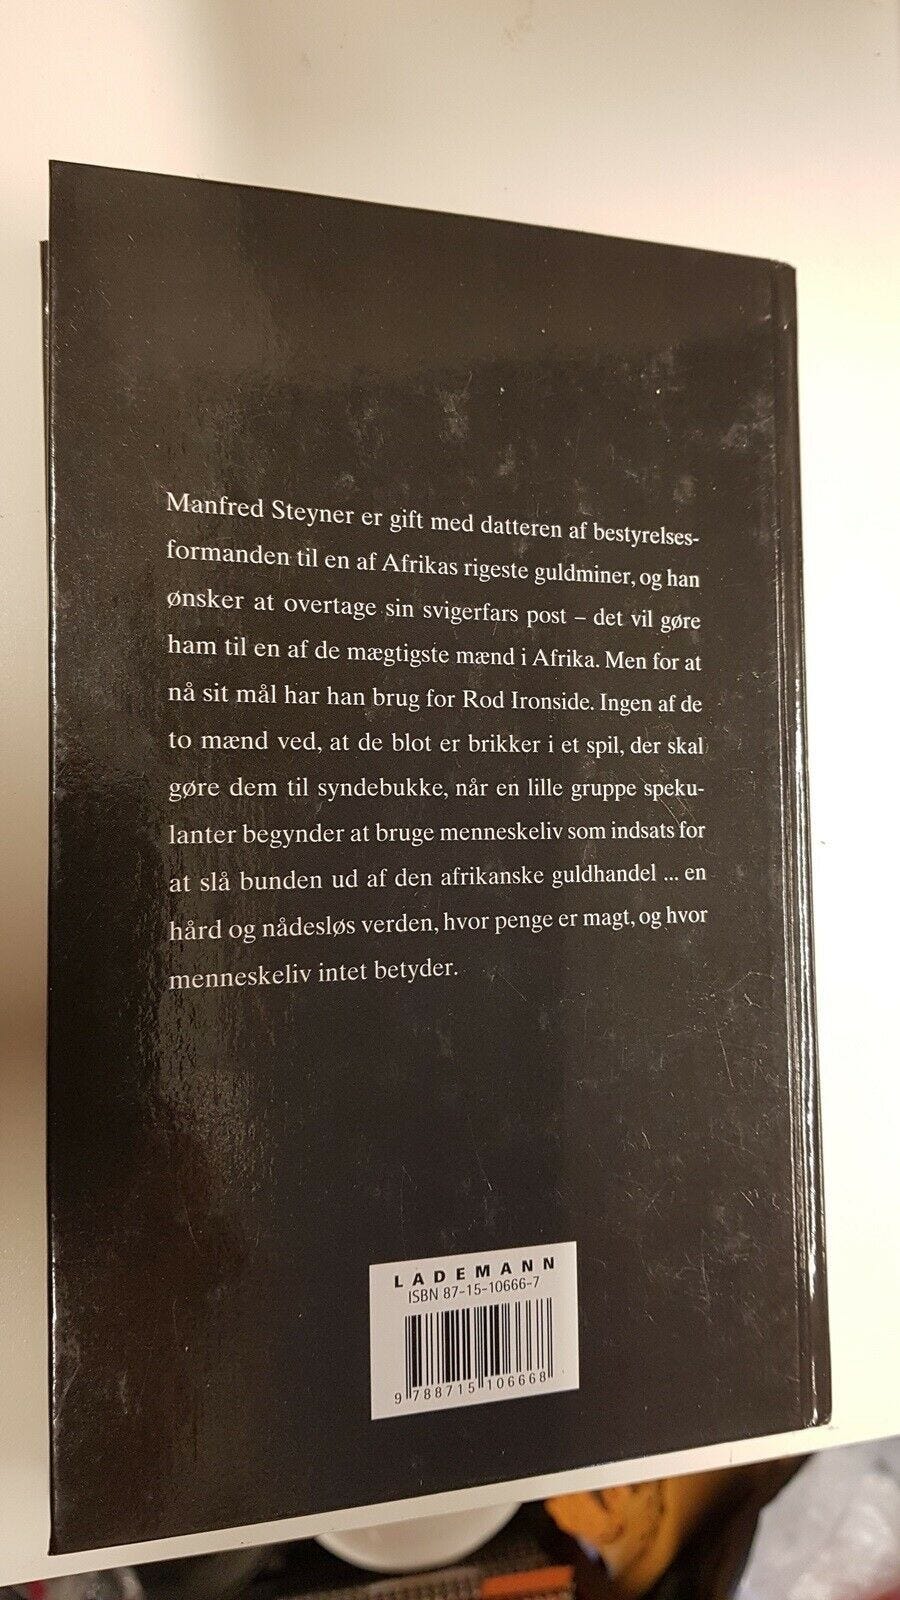 Manfred Steyner er gift med datteren af bestyrelses-
formanden til en af Afrikas rigeste guldminer, og han
ønsker at overtage sin svigerfars post – det vil gøre
ham til en af de mægtigste mænd i Afrika. Men for at
nå sit mål har han brug for Rod Ironside. Ingen af de
to mænd ved, at de blot er brikker i et spil, der skal
gøre dem til syndebukke, når en lille gruppe speku-
lanter begynder at bruge menneskeliv som indsats for
at slå bunden ud af den afrikanske guldhandel ... en
hård og nådesløs verden, hvor penge er magt, og hvor
menneskeliv intet betyder.
LADEMANN
ISBN 87-15-10666-7
9 788715 106668